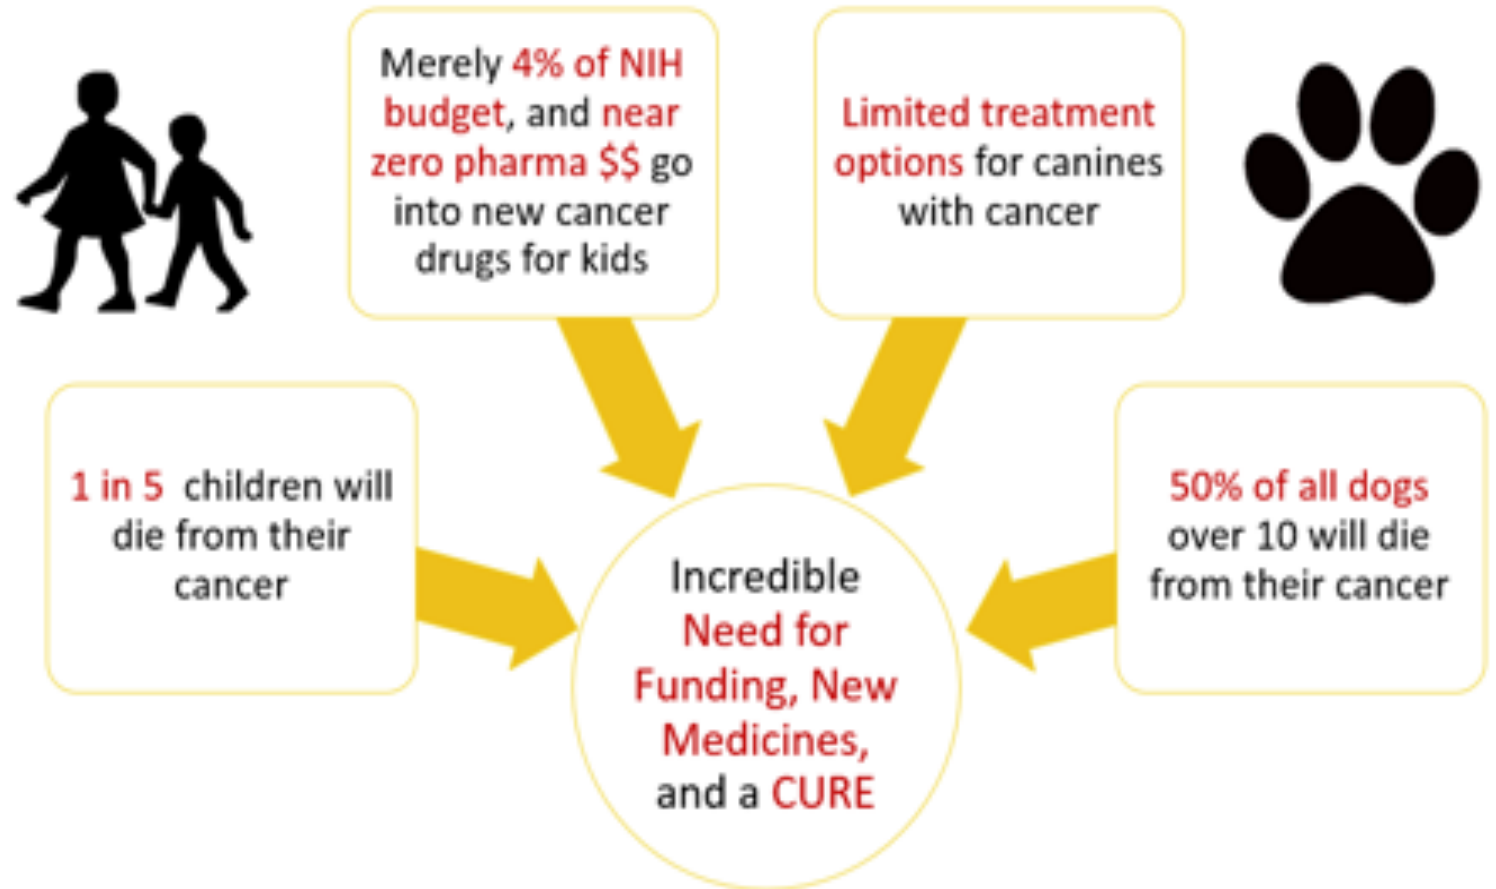 Merely 4% of NIH
budget, and near
zero pharma $$ go
into new cancer
drugs for kids
Limited treatment
options for canines
with cancer
1 in 5 children will
die from their
cancer
50% of all dogs
over 10 will die
from their cancer
Incredible
Need for
Funding, New
Medicines,
and a CURE